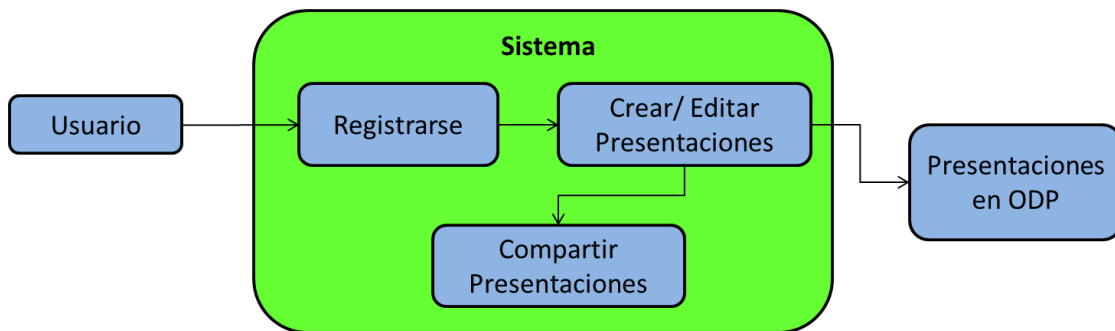 Sistema
Usuario
Registrarse
Crear/ Editar
Presentaciones
Compartir
Presentaciones
Presentaciones
en ODP